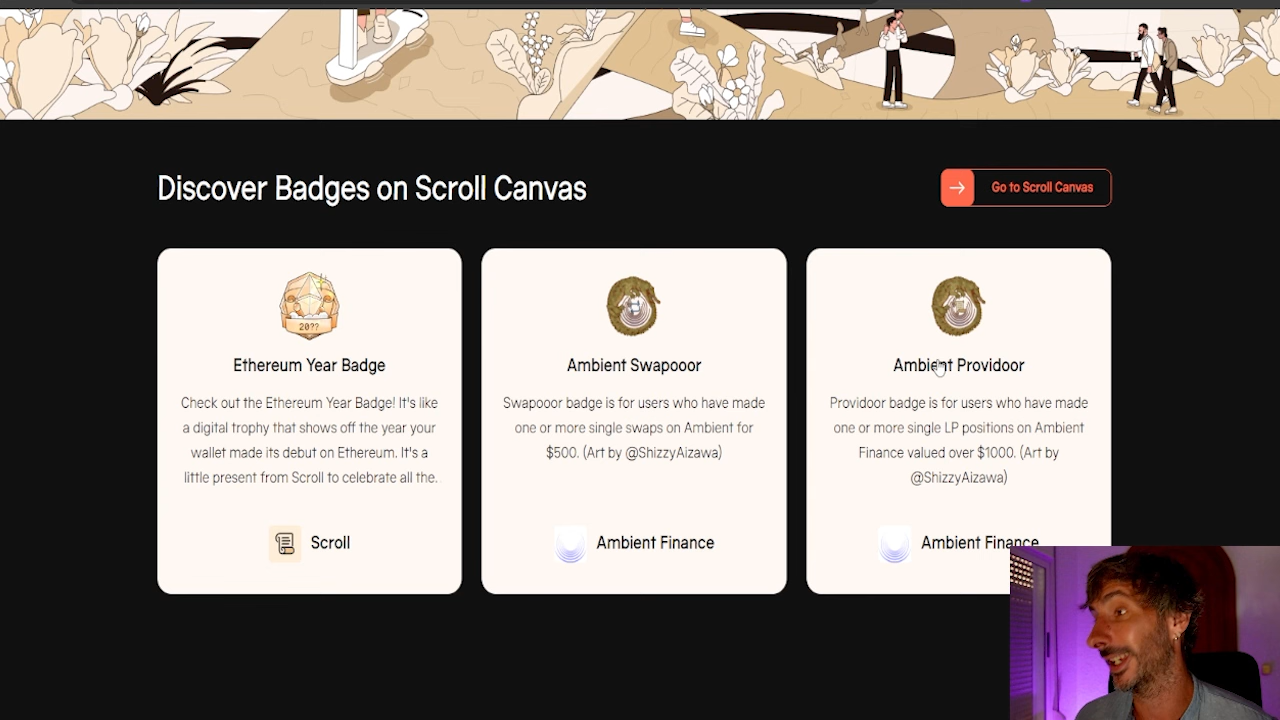 Discover Badges on Scroll Canvas
Go to Scroll Canvas
20??
Ethereum Year Badge
Check out the Ethereum Year Badge! It's like
a digital trophy that shows off the year your
wallet made its debut on Ethereum. It's a
little present from Scroll to celebrate all the.
Scroll
Ambient Swapooor
Swapooor badge is for users who have made
one or more single swaps on Ambient for
$500. (Art by @ShizzyAizawa)
Ambient Finance
Ambient Providoor
Providoor badge is for users who have made
one or more single LP positions on Ambient
Finance valued over $1000. (Art by
@ShizzyAizawa)
Ambient Finance